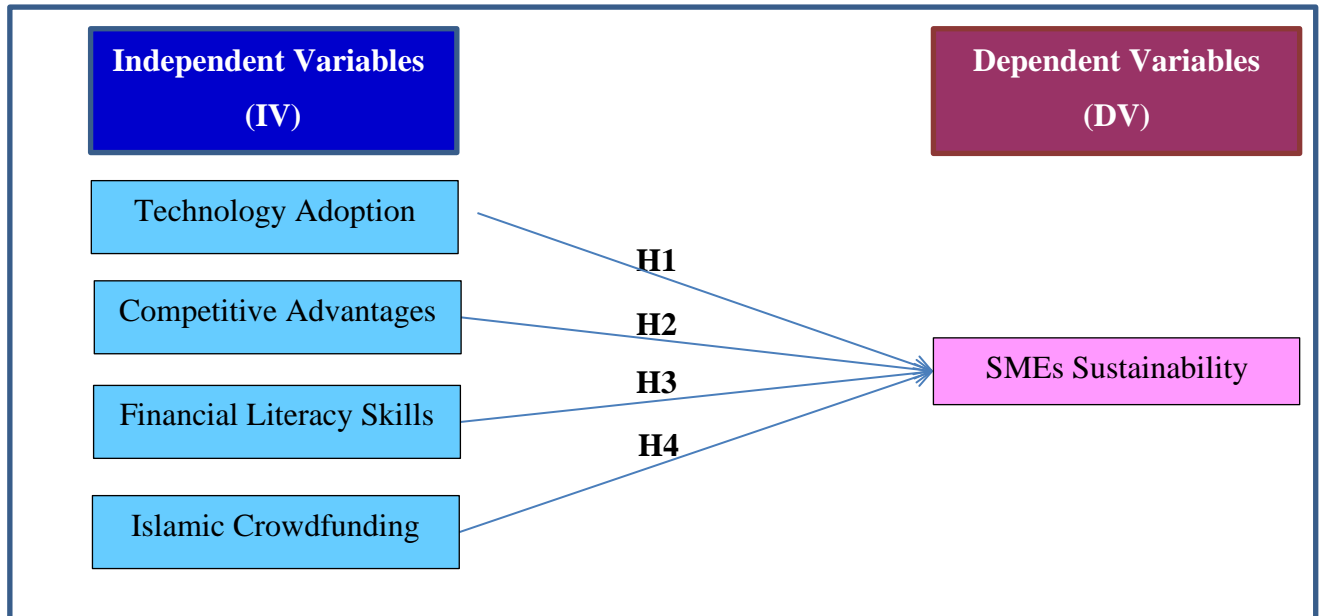 Independent Variables
(IV)
Dependent Variables
(DV)
Technology Adoption
H1
Competitive Advantages
H2
SMEs Sustainability
H3
Financial Literacy Skills
H4
Islamic Crowdfunding